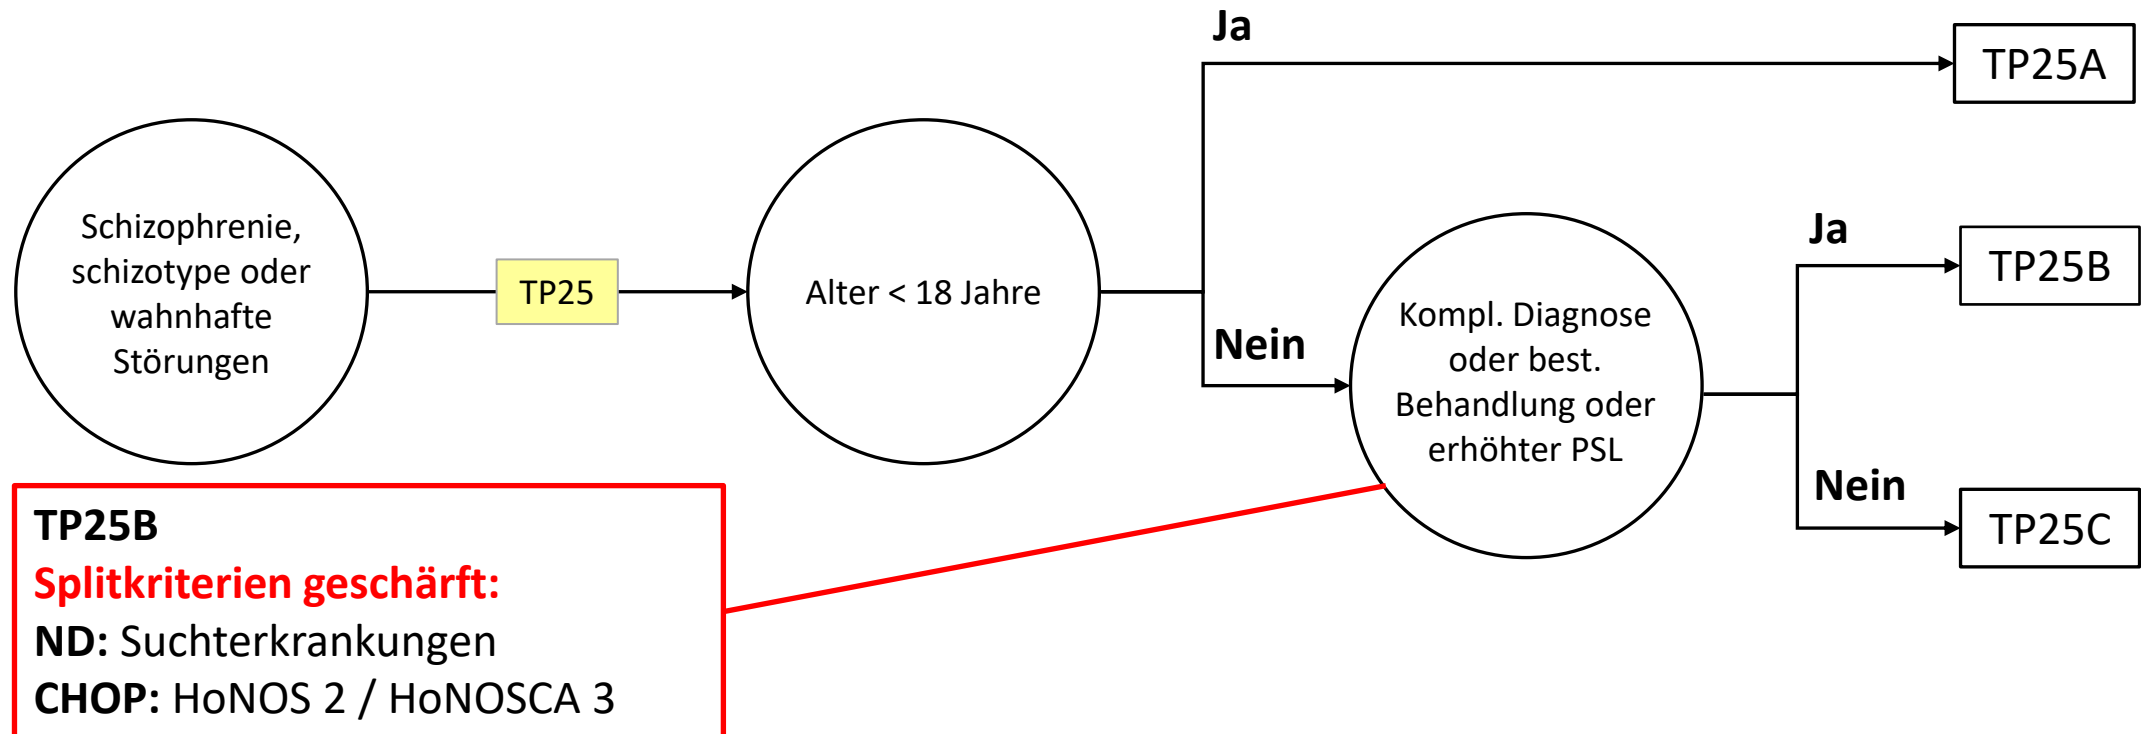 Schizophrenie,
schizotype oder
wahnhafte
Störungen
TP25
Alter < 18 Jahre
Ja
TP25A
Nein
Kompl. Diagnose
oder best.
Behandlung oder
erhöhter PSL
Ja
TP25B
Nein
TP25C
TP25B
Splitkriterien geschärft:
ND: Suchterkrankungen
CHOP: HoNOS 2 / HoNOSCA 3